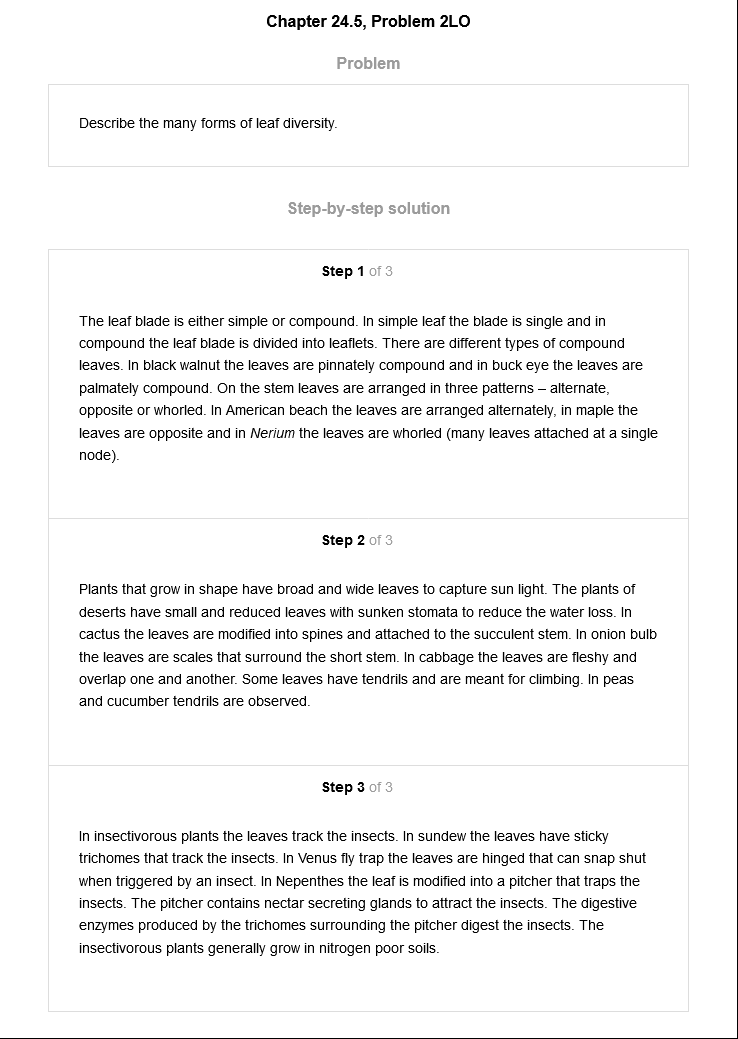 Chapter 24.5, Problem 2LO
Problem
Describe the many forms of leaf diversity.
Step-by-step solution
Step 1 of 3
The leaf blade is either simple or compound. In simple leaf the blade is single and in
compound the leaf blade is divided into leaflets. There are different types of compound
leaves. In black walnut the leaves are pinnately compound and in buck eye the leaves are
palmately compound. On the stem leaves are arranged in three patterns – alternate,
opposite or whorled. In American beach the leaves are arranged alternately, in maple the
leaves are opposite and in Nerium the leaves are whorled (many leaves attached at a single
node).
Step 2 of 3
Plants that grow in shape have broad and wide leaves to capture sun light. The plants of
deserts have small and reduced leaves with sunken stomata to reduce the water loss. In
cactus the leaves are modified into spines and attached to the succulent stem. In onion bulb
the leaves are scales that surround the short stem. In cabbage the leaves are fleshy and
overlap one and another. Some leaves have tendrils and are meant for climbing. In peas
and cucumber tendrils are observed.
Step 3 of 3
In insectivorous plants the leaves track the insects. In sundew the leaves have sticky
trichomes that track the insects. In Venus fly trap the leaves are hinged that can snap shut
when triggered by an insect. In Nepenthes the leaf is modified into a pitcher that traps the
insects. The pitcher contains nectar secreting glands to attract the insects. The digestive
enzymes produced by the trichomes surrounding the pitcher digest the insects. The
insectivorous plants generally grow in nitrogen poor soils.